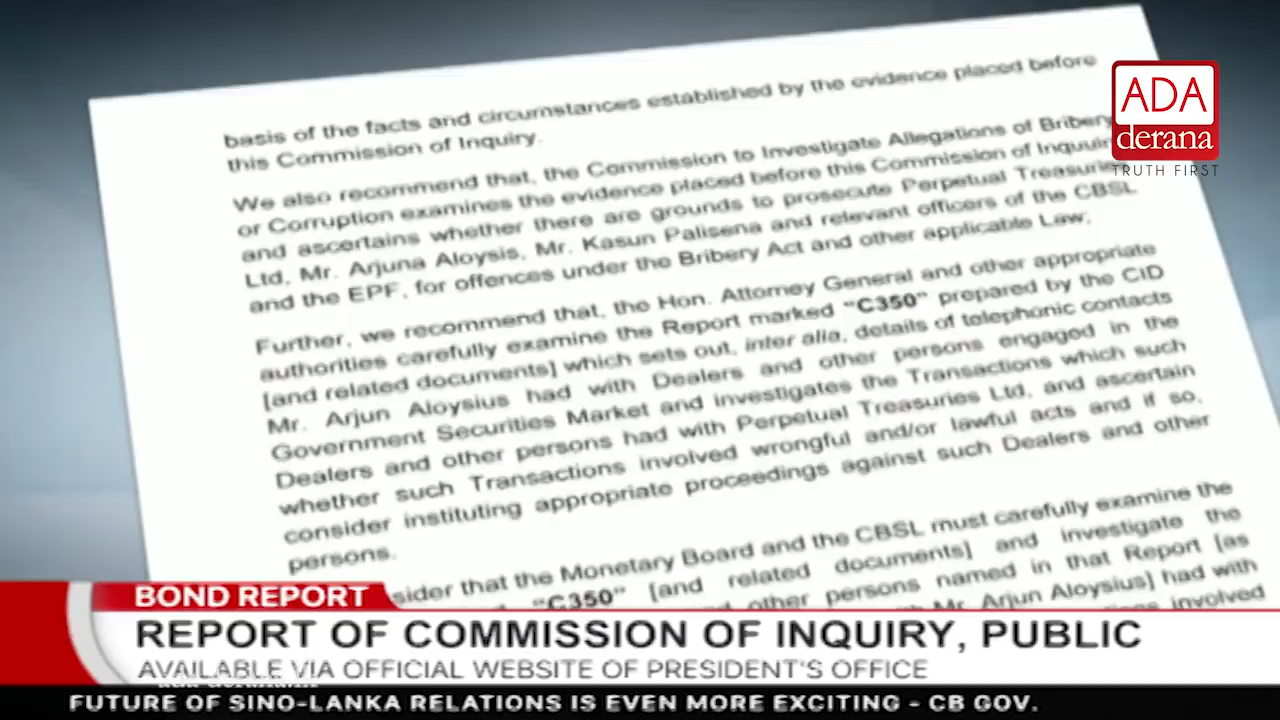 basis of the facts and circumstances established by the evidence placed before
this Commission of Inquiry.
We also recommend that, the Commission to Investigate Allegations of Bribery
or Corruption examines the evidence placed before this Commission of Inquuiry
and ascertains whether there are grounds to prosecute Perpetual Treasuries
Ltd, Mr. Arjuna Aloysis, Mr. Kasun Palisena and relevant officers of the CBSL
and the EPF, for offences under the Bribery Act and other applicable Law;
Further, we recommend that, the Hon. Attorney General and other appropriate
authorities carefully examine the Report marked "C350" prepared by the CID
[and related documents] which sets out, inter alia, details of telephonic contacts
Mr. Arjun Aloysius had with Dealers and other persons engaged in the
Government Securities Market and investigates the Transactions which such
Dealers and other persons had with Perpetual Treasuries Ltd, and ascertain
whether such Transactions involved wrongful and/or lawful acts and if so,
consider instituting appropriate proceedings against such Dealers and other
persons.
sider that the Monetary Board and the CBSL must carefully examine the
"C350" [and related documents] and investigate the
other persons named in that Report [as
Mr. Arjun Aloysius] had with
involved
ADA
derana
TRUTH FIRST
BOND REPORT
REPORT OF COMMISSION OF INQUIRY, PUBLIC
AVAILABLE VIA OFFICIAL WEBSITE OF PRESIDENT'S OFFICE
FUTURE OF SINO-LANKA RELATIONS IS EVEN MORE EXCITING - CB GOV.